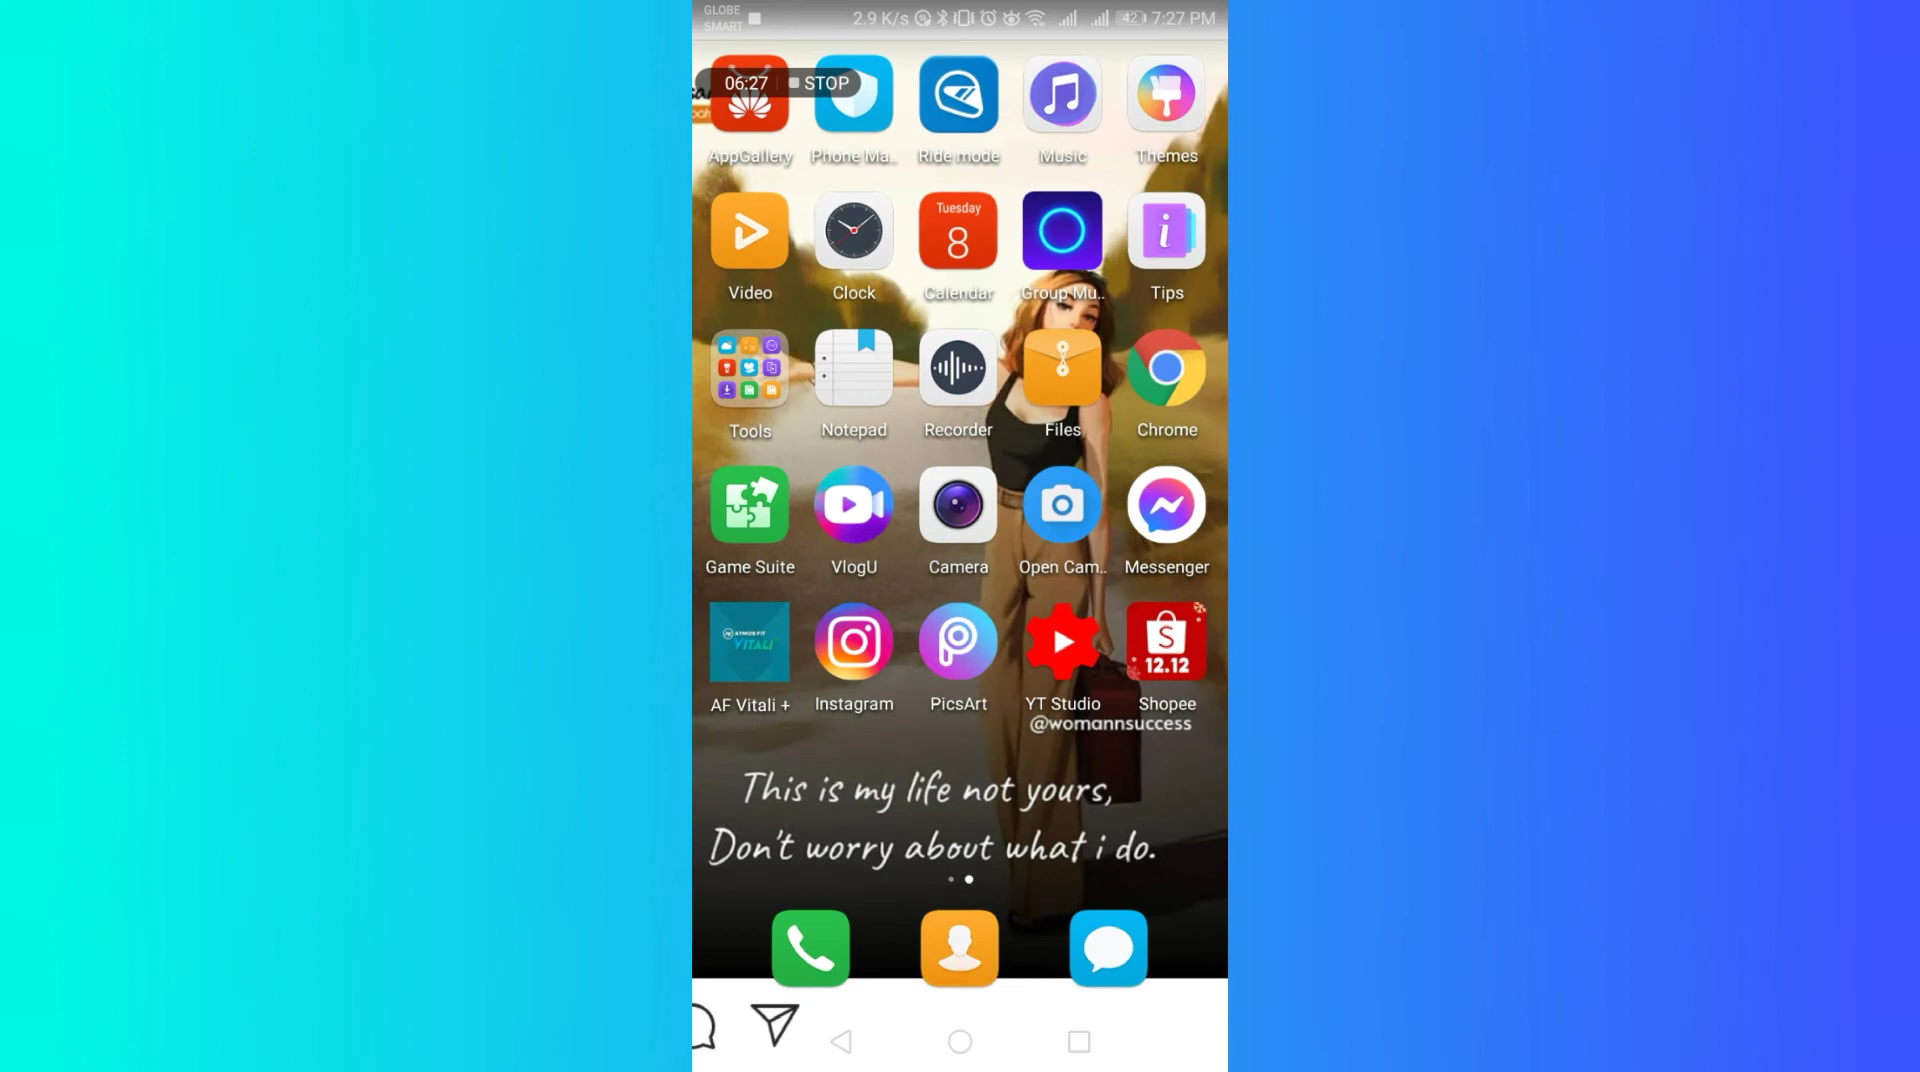 GLOBE
SMART
2.9 K/s 42 7:27 PM
06:27 STOP
AppGallery Phone Ma.. Ride mode Music Themes
Tuesday
8
Video Clock Calendar Group Mu.. Tips
Tools Notepad Recorder Files Chrome
Game Suite VlogU Camera Open Cam.. Messenger
ATMOS FIT
VITALI
S
12.12
AF Vitali + Instagram PicsArt YT Studio Shopee
@womannsuccess
This is my life not yours,
Don't worry about what i do.